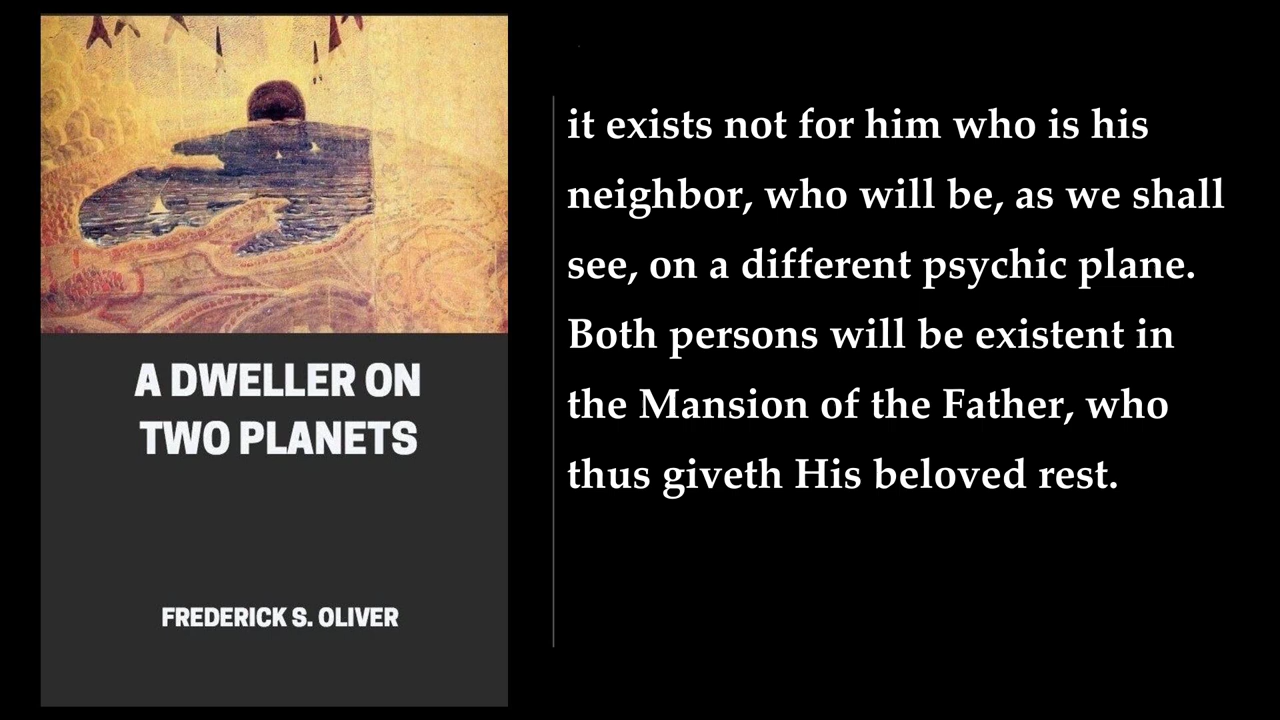 A DWELLER ON
TWO PLANETS
FREDERICK S. OLIVER
it exists not for him who is his
neighbor, who will be, as we shall
see, on a different psychic plane.
Both persons will be existent in
the Mansion of the Father, who
thus giveth His beloved rest.